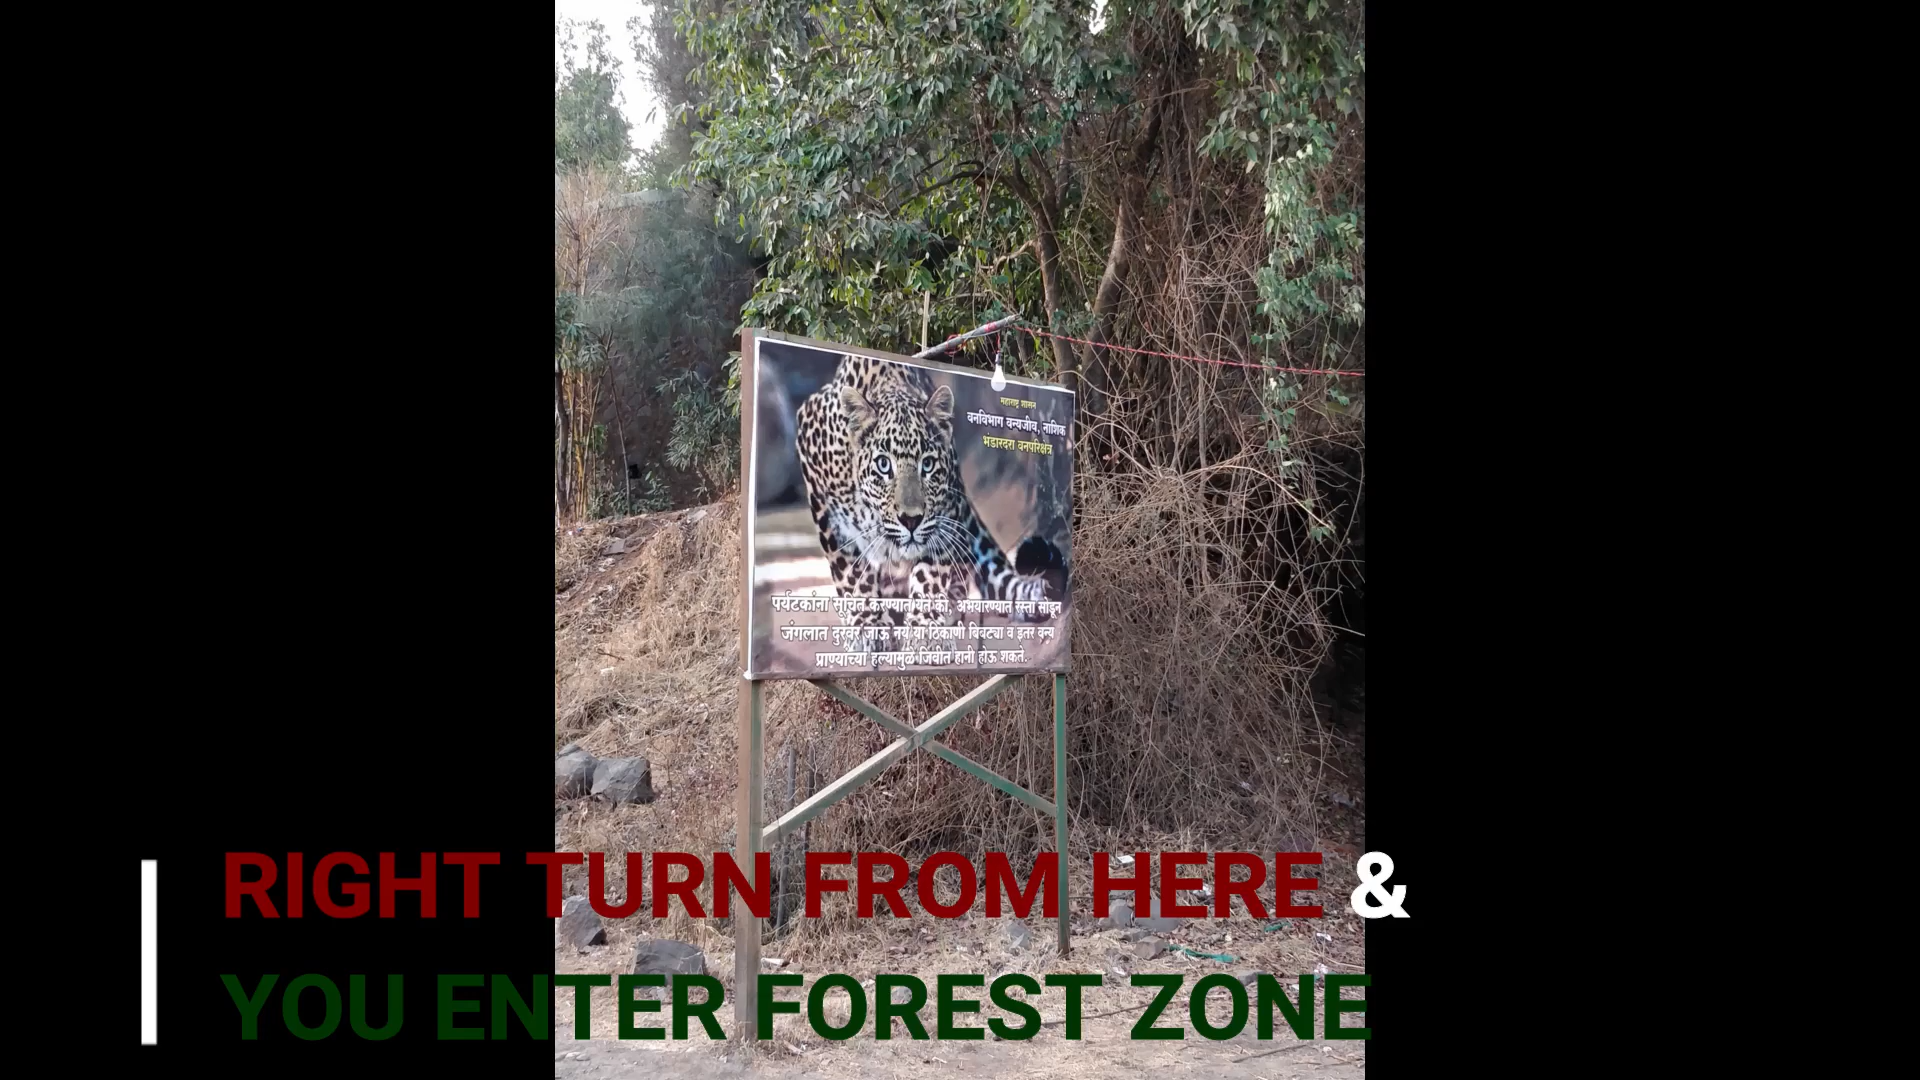 महाराष्ट्र शासन
वनविभाग वन्यजीव, नाशिक
भंडारदरा वनपरिक्षेत्र
पर्यटकांना सूचित करण्यात येते की, अभयारण्यात रस्ता सोडून
जंगलात दुरवर जाऊ नये या ठिकाणी बिबट्या व इतर वन्य
प्राण्यांच्या हल्यामुळे जिवीत हानी होऊ शकते.
RIGHT TURN FROM HERE &
YOU ENTER FOREST ZONE